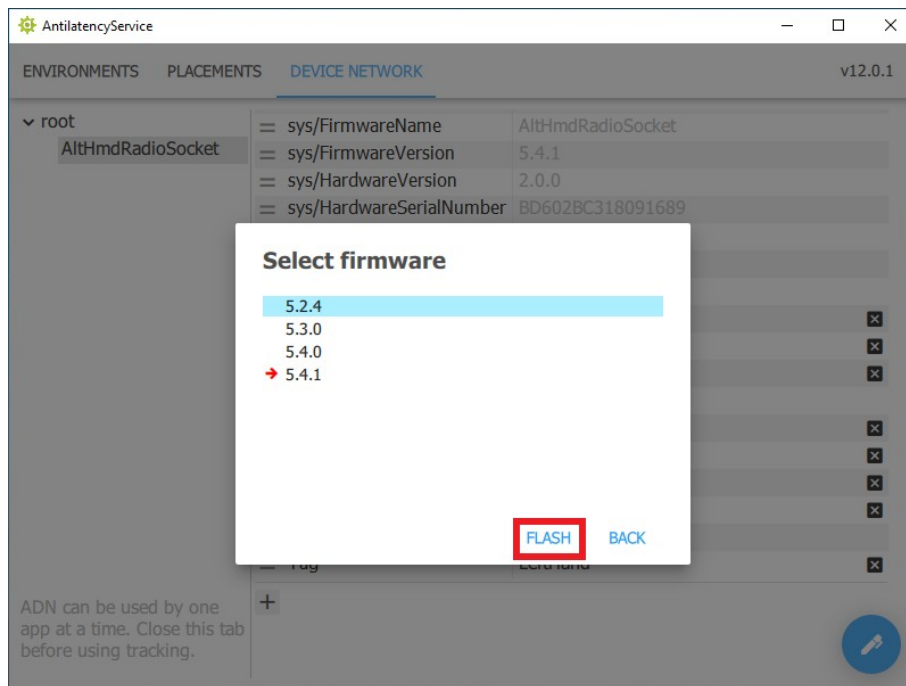 AntilatencyService
ENVIRONMENTS PLACEMENTS DEVICE NETWORK v12.0.1
root
AltHmdRadioSocket
sys/FirmwareName AltHmdRadioSocket
sys/FirmwareVersion 5.4.1
sys/HardwareVersion 2.0.0
sys/HardwareSerialNumber BD602BC318091689
Select firmware
5.2.4
5.3.0
5.4.0
5.4.1
FLASH BACK
ADN can be used by one
app at a time. Close this tab
before using tracking.